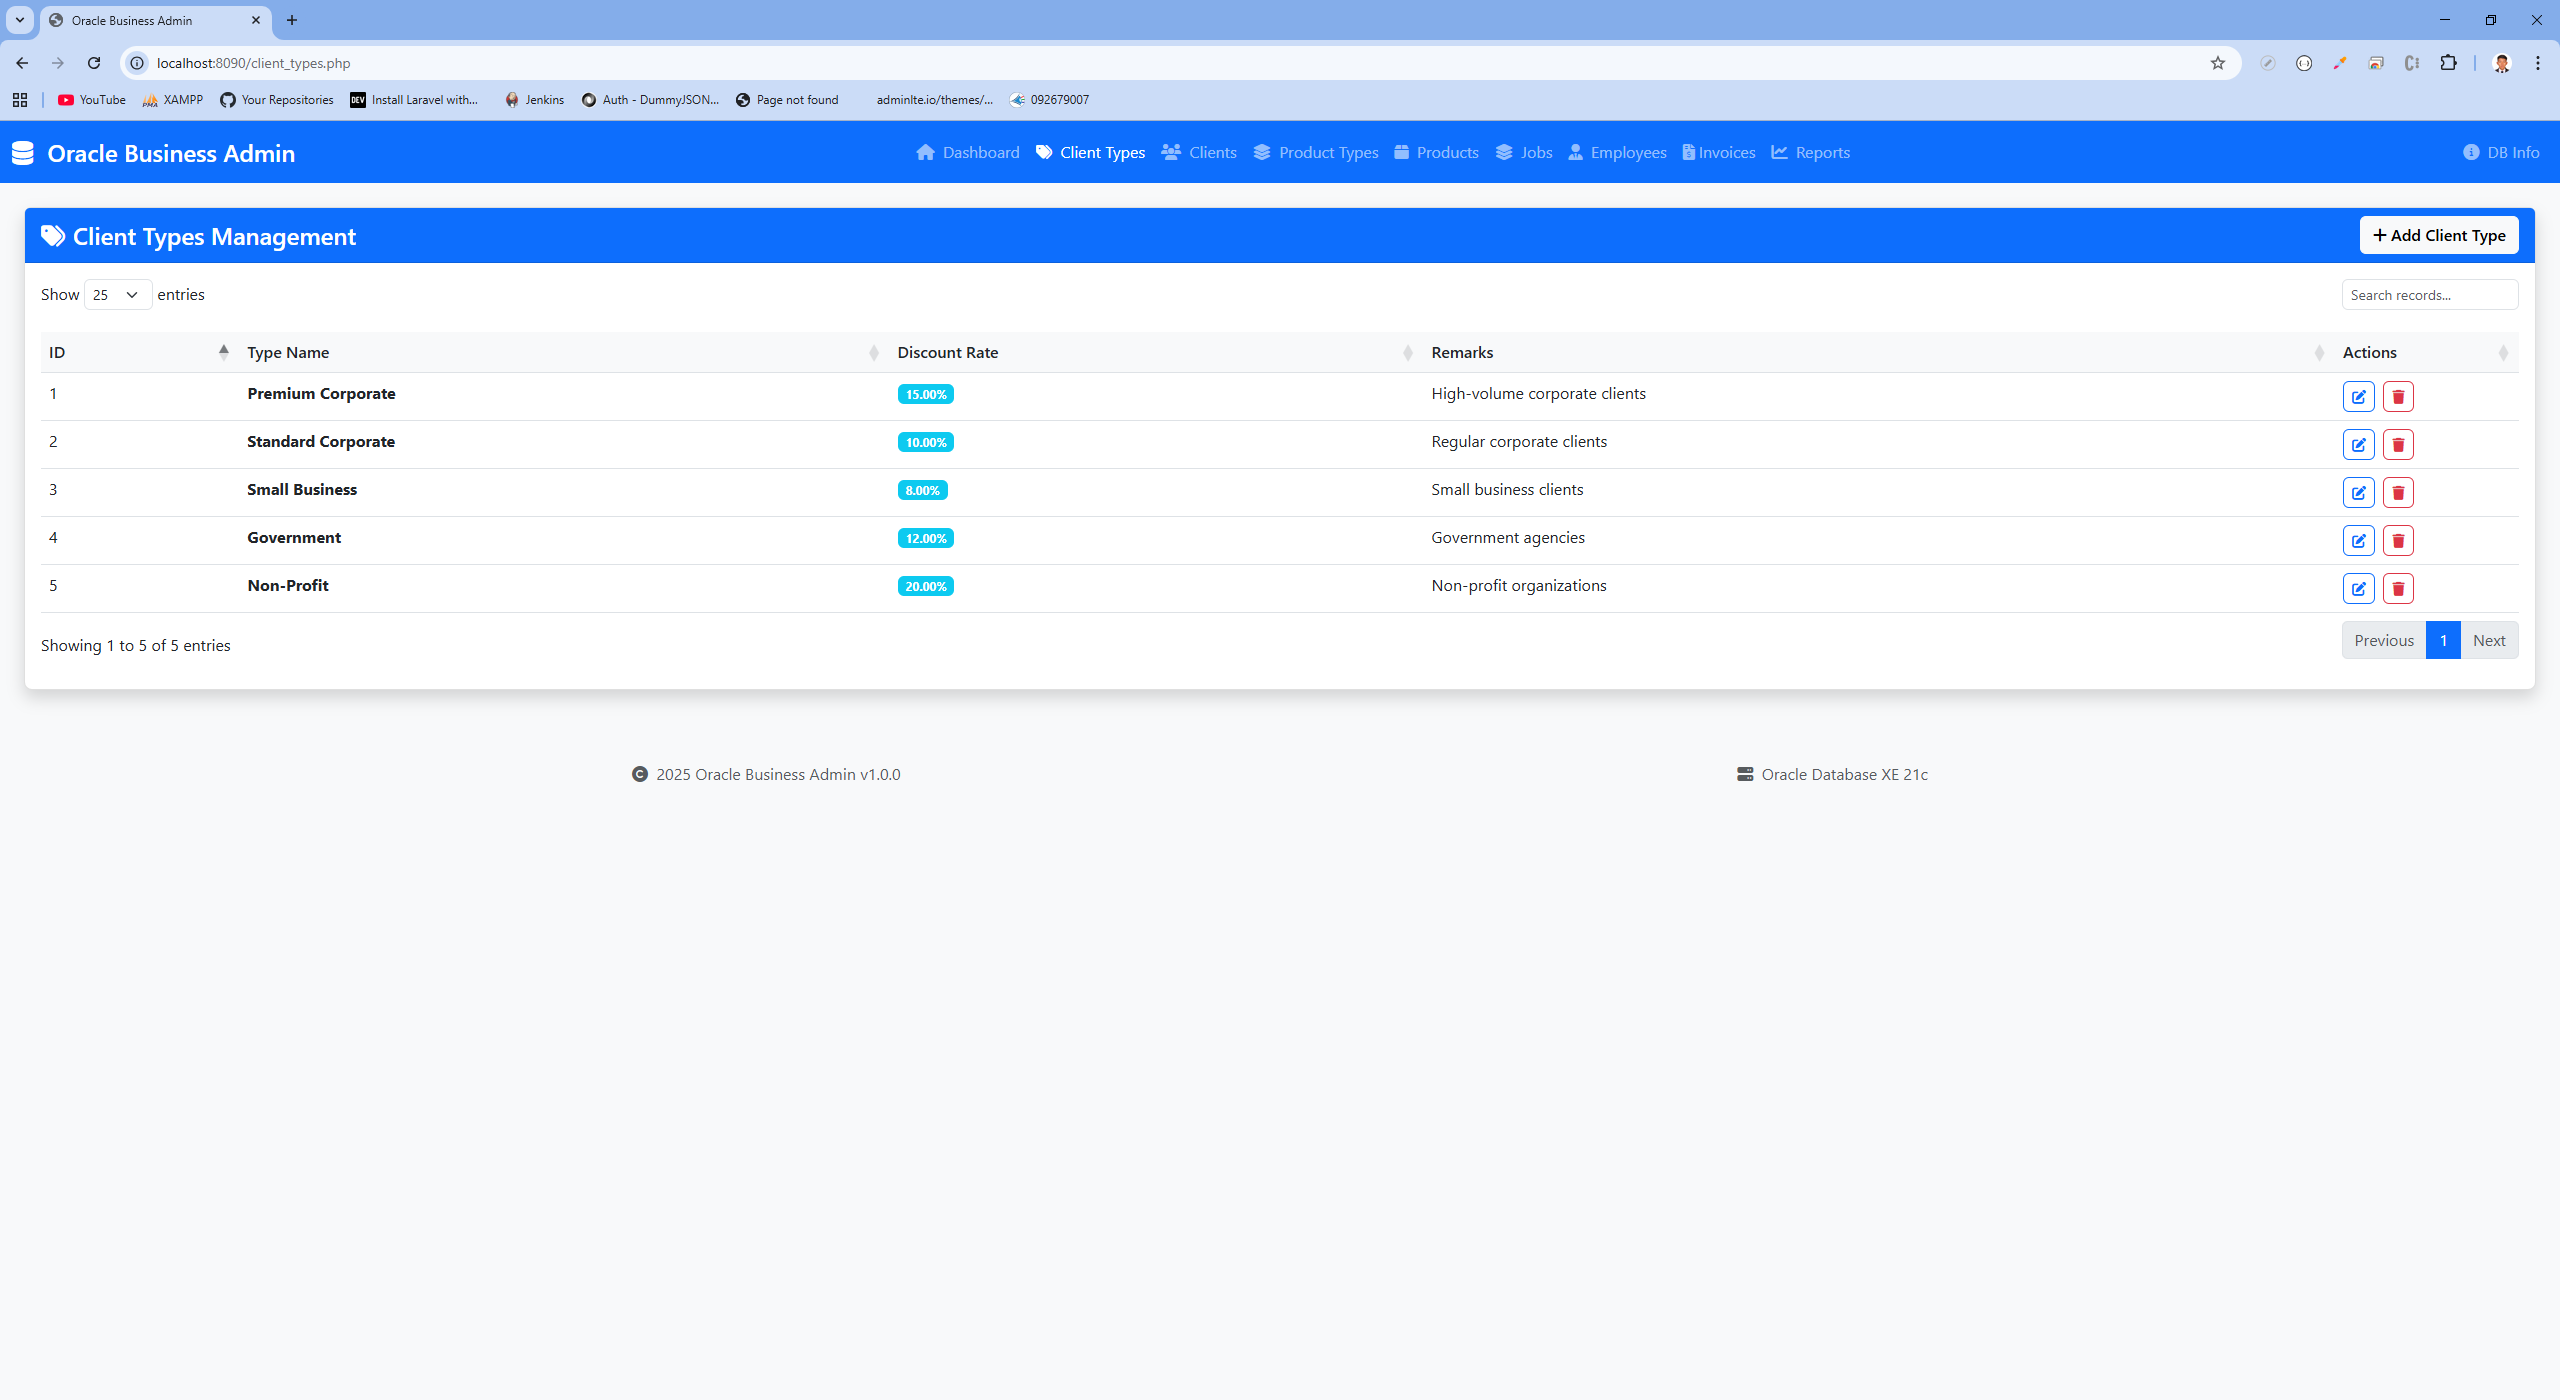 Oracle Business Admin
localhost:8090/client_types.php
YouTube XAMPP Your Repositories DEV Install Laravel with... Jenkins Auth - DummyJSON... Page not found adminlte.io/themes/... 092679007
Oracle Business Admin Dashboard Client Types Clients Product Types Products Jobs Employees Invoices Reports DB Info
Client Types Management Add Client Type
Show 25 entries Search records...
ID Type Name Discount Rate Remarks Actions
1 Premium Corporate 15.00% High-volume corporate clients
2 Standard Corporate 10.00% Regular corporate clients
3 Small Business 8.00% Small business clients
4 Government 12.00% Government agencies
5 Non-Profit 20.00% Non-profit organizations
Showing 1 to 5 of 5 entries Previous 1 Next
2025 Oracle Business Admin v1.0.0 Oracle Database XE 21c